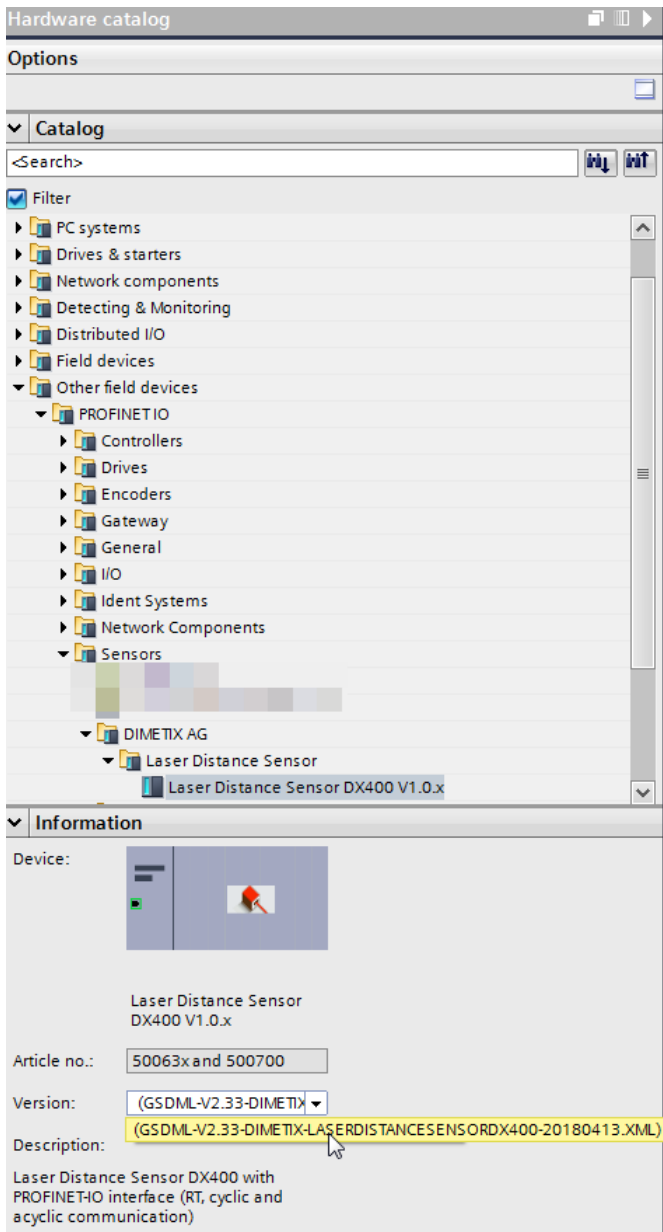 Hardware catalog
Options
Catalog
<Search>
Filter
PC systems
Drives & starters
Network components
Detecting & Monitoring
Distributed I/O
Field devices
Other field devices
PROFINET IO
Controllers
Drives
Encoders
Gateway
General
I/O
Ident Systems
Network Components
Sensors
DIMETIX AG
Laser Distance Sensor
Laser Distance Sensor DX400 V1.0.x
Information
Device:
Laser Distance Sensor
DX400 V1.0.x
Article no.: 50063x and 500700
Version: (GSDML-V2.33-DIMETIX
(GSDML-V2.33-DIMETIX-LASERDISTANCESENSORDX400-20180413.XML)
Description:
Laser Distance Sensor DX400 with
PROFINET-IO interface (RT, cyclic and
acyclic communication)